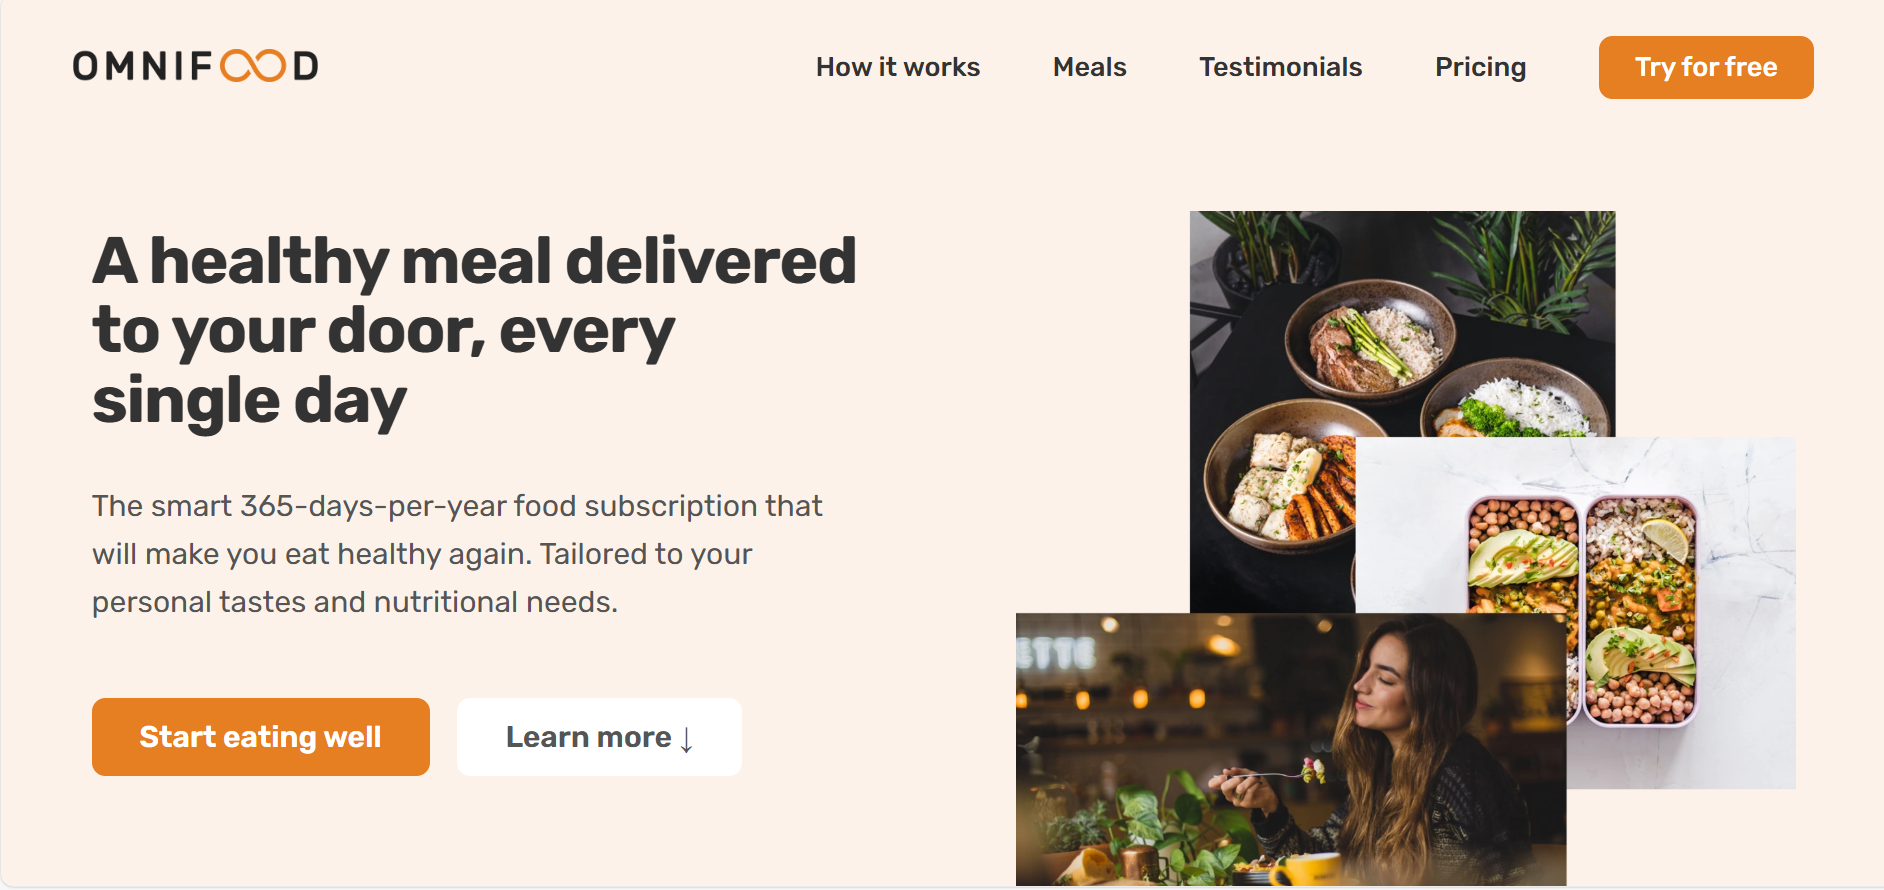 OMNIFOOD
How it works
Meals
Testimonials
Pricing
Try for free
A healthy meal delivered
to your door, every
single day
The smart 365-days-per-year food subscription that
will make you eat healthy again. Tailored to your
personal tastes and nutritional needs.
Start eating well
Learn more ↓
ETTE